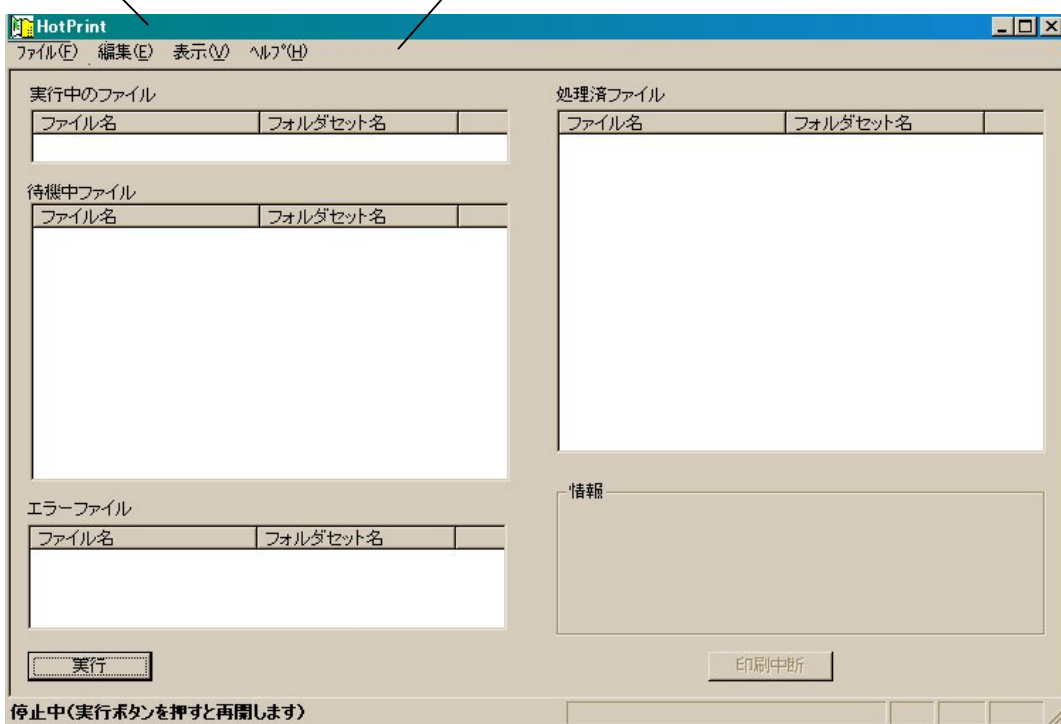 HotPrint
ﾌｧｲﾙ(F) 編集(E) 表示(V) ﾍﾙﾌﾟ(H)
実行中のファイル
ファイル名 フォルダセット名
待機中ファイル
ファイル名 フォルダセット名
エラーファイル
ファイル名 フォルダセット名
実行
処理済ファイル
ファイル名 フォルダセット名
情報
印刷中断
停止中(実行ボタンを押すと再開します)